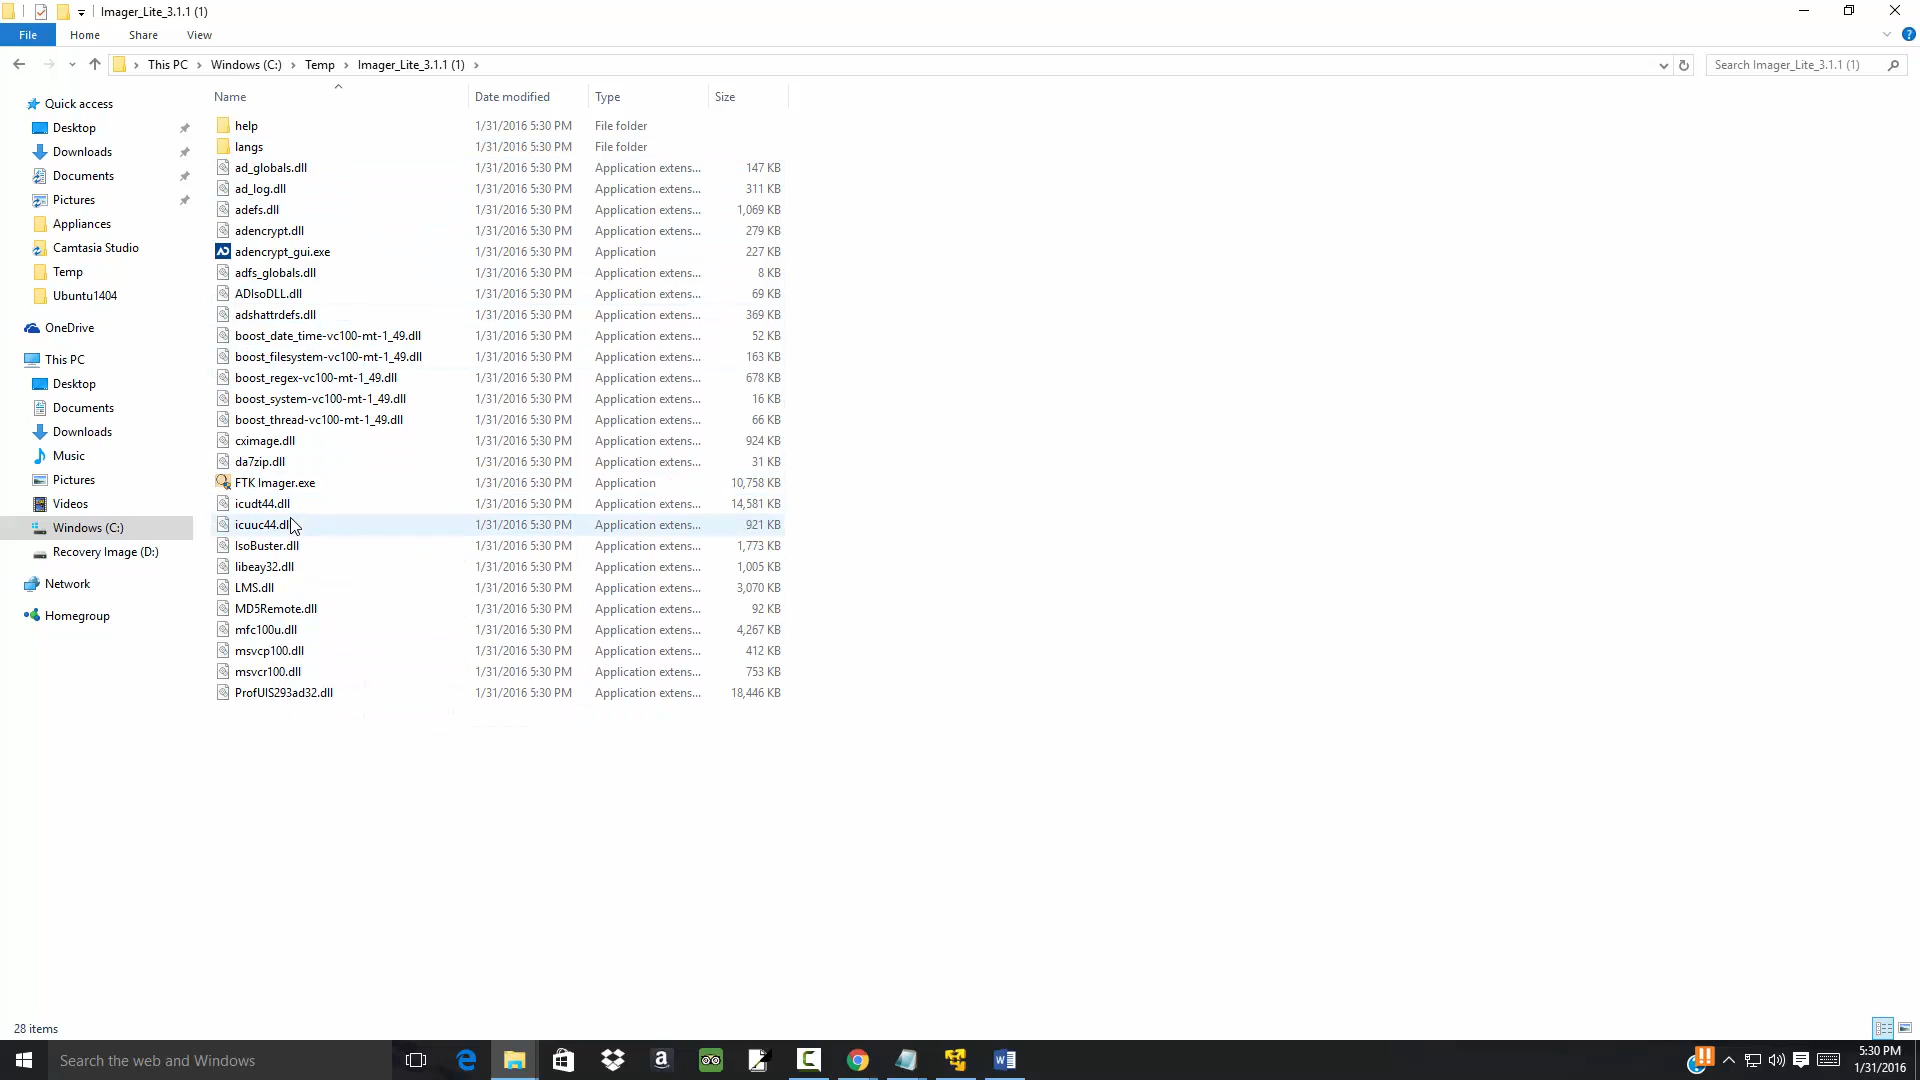 Imager_Lite_3.1.1 (1)
File Home Share View
This PC Windows (C:) Temp Imager_Lite_3.1.1 (1)
Search Imager_Lite_3.1.1 (1)
Name Date modified Type Size
Quick access
Desktop
Downloads
Documents
Pictures
Appliances
Camtasia Studio
Temp
Ubuntu1404
OneDrive
This PC
Desktop
Documents
Downloads
Music
Pictures
Videos
Windows (C:)
Recovery Image (D:)
Network
Homegroup
help 1/31/2016 5:30 PM File folder
langs 1/31/2016 5:30 PM File folder
ad_globals.dll 1/31/2016 5:30 PM Application extens... 147 KB
ad_log.dll 1/31/2016 5:30 PM Application extens... 311 KB
adefs.dll 1/31/2016 5:30 PM Application extens... 1,069 KB
adencrypt.dll 1/31/2016 5:30 PM Application extens... 279 KB
adencrypt_gui.exe 1/31/2016 5:30 PM Application 227 KB
adfs_globals.dll 1/31/2016 5:30 PM Application extens... 8 KB
ADIsoDLL.dll 1/31/2016 5:30 PM Application extens... 69 KB
adshattrdefs.dll 1/31/2016 5:30 PM Application extens... 369 KB
boost_date_time-vc100-mt-1_49.dll 1/31/2016 5:30 PM Application extens... 52 KB
boost_filesystem-vc100-mt-1_49.dll 1/31/2016 5:30 PM Application extens... 163 KB
boost_regex-vc100-mt-1_49.dll 1/31/2016 5:30 PM Application extens... 678 KB
boost_system-vc100-mt-1_49.dll 1/31/2016 5:30 PM Application extens... 16 KB
boost_thread-vc100-mt-1_49.dll 1/31/2016 5:30 PM Application extens... 66 KB
cximage.dll 1/31/2016 5:30 PM Application extens... 924 KB
da7zip.dll 1/31/2016 5:30 PM Application extens... 31 KB
FTK Imager.exe 1/31/2016 5:30 PM Application 10,758 KB
icudt44.dll 1/31/2016 5:30 PM Application extens... 14,581 KB
icuuc44.dll 1/31/2016 5:30 PM Application extens... 921 KB
IsoBuster.dll 1/31/2016 5:30 PM Application extens... 1,773 KB
libeay32.dll 1/31/2016 5:30 PM Application extens... 1,005 KB
LMS.dll 1/31/2016 5:30 PM Application extens... 3,070 KB
MD5Remote.dll 1/31/2016 5:30 PM Application extens... 92 KB
mfc100u.dll 1/31/2016 5:30 PM Application extens... 4,267 KB
msvcp100.dll 1/31/2016 5:30 PM Application extens... 412 KB
msvcr100.dll 1/31/2016 5:30 PM Application extens... 753 KB
ProfUIS293ad32.dll 1/31/2016 5:30 PM Application extens... 18,446 KB
28 items
Search the web and Windows
5:30 PM
1/31/2016